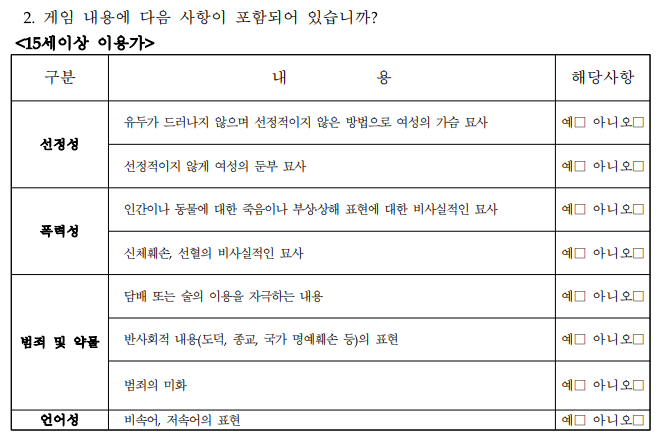 2. 게임 내용에 다음 사항이 포함되어 있습니까?
<15세이상 이용가>
구분 내 용 해당사항
선정성
유두가 드러나지 않으며 선정적이지 않은 방법으로 여성의 가슴 묘사 예□ 아니오□
선정적이지 않게 여성의 둔부 묘사 예□ 아니오□
폭력성
인간이나 동물에 대한 죽음이나 부상·상해 표현에 대한 비사실적인 묘사 예□ 아니오□
신체훼손, 선혈의 비사실적인 묘사 예□ 아니오□
범죄 및 약물
담배 또는 술의 이용을 자극하는 내용 예□ 아니오□
반사회적 내용(도덕, 종교, 국가 명예훼손 등)의 표현 예□ 아니오□
범죄의 미화 예□ 아니오□
언어성 비속어, 저속어의 표현 예□ 아니오□